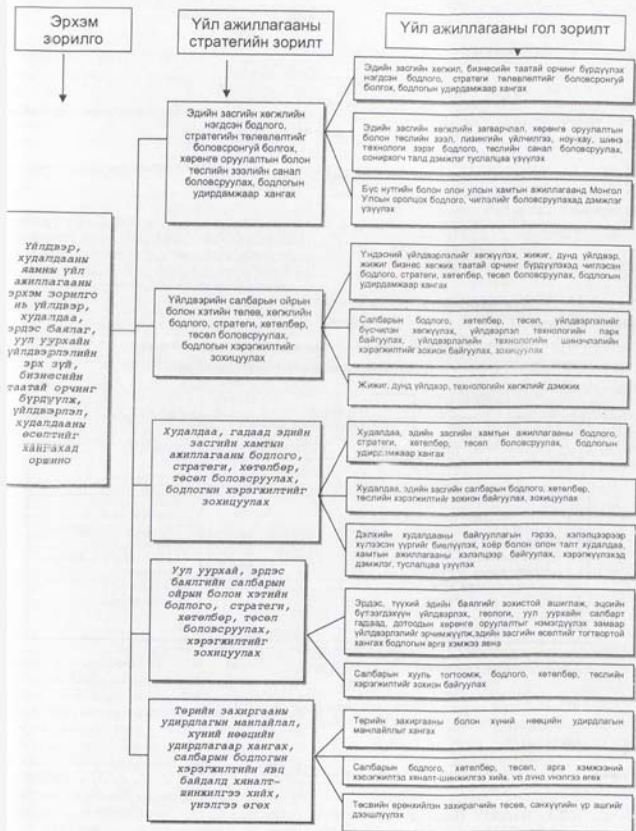 Эрхэм
зорилго
Үйл ажиллагааны
стратегийн зорилт
Үйл ажиллагааны гол зорилт
Үйлдвэр,
худалдааны
яамны үйл
ажиллагааны
эрхэм зорилго
нь үйлдвэр,
худалдаа,
эрдэс баялаг,
уул уурхайн
үйлдвэрлэлийн
эрх зүй,
бизнесийн
таатай орчинг
бүрдүүлж,
үйлдвэрлэл,
худалдааны
өсөлтийг
хангахад
оршино
Эдийн засгийн хөгжлийн
нэгдсэн бодлого,
стратегийн төлөвлөлтийг
боловсронгуй болгох,
хөрөнгө оруулалтын болон
төслийн зээлийн санал
боловсруулах, бодлогын
удирдамжаар хангах
Эдийн засгийн хөгжил, бизнесийн таатай орчинг бүрдүүлэх
нэгдсэн бодлого, стратеги төлөвлөлтийг боловсронгуй
болгох, бодлогын удирдамжаар хангах
Эдийн засгийн хөгжлийн загварчлал, хөрөнгө оруулалтын
болон төслийн зээл, лизингийн үйлчилгээ, ноу-хау, шинэ
технологи зэрэг бодлого, төслийн санал боловсруулах,
сонирхогч талд дэмжлэг туслалцаа үзүүлэх
Бүс нутгийн болон олон улсын хамтын ажиллагаанд Монгол
Улсын оролцох бодлого, чиглэлийг боловсруулахад дэмжлэг
үзүүлэх
Үйлдвэрийн салбарын ойрын
болон хэтийн төлөв, хөгжлийн
бодлого, стратеги, хөтөлбөр,
төсөл боловсруулах,
бодлогын хэрэгжилтийг
зохицуулах
Үндэсний үйлдвэрлэлийг хөгжүүлэх, жижиг, дунд үйлдвэр,
жижиг бизнес хөгжих таатай орчинг бүрдүүлэхэд чиглэсэн
бодлого, стратеги, хөтөлбөр, төсөл боловсруулах, бодлогын
удирдамжаар хангах
Салбарын бодлого, хөтөлбөр, төсөл, үйлдвэрлэлийг
бүсчилэн хөгжүүлэх, үйлдвэрлэл технологийн парк
байгуулах, үйлдвэрлэлийн технологийн шинэчлэлийн
хэрэгжилтийг зохион байгуулах, зохицуулах
Жижиг, дунд үйлдвэр, технологийн хөгжлийг дэмжих
Худалдаа, гадаад эдийн
засгийн хамтын
ажиллагааны бодлого,
стратеги, хөтөлбөр,
төсөл боловсруулах,
бодлогын хэрэгжилтийг
зохицуулах
Худалдаа, эдийн засгийн хамтын ажиллагааны бодлого,
стратеги, хөтөлбөр, төсөл боловсруулах, бодлогын
удирдамжаар хангах
Худалдаа, эдийн засгийн салбарын бодлого, хөтөлбөр,
төслийн хэрэгжилтийг зохион байгуулах, зохицуулах
Дэлхийн худалдааны байгууллагын гэрээ, хэлэлцээрээр
хүлээсэн үүргийг биелүүлэх, хоёр болон олон талт худалдаа,
хамтын ажиллагааны хэлэлцээр байгуулах, хэрэгжүүлэхэд
дэмжлэг, туслалцаа үзүүлэх
Уул уурхай, эрдэс
баялгийн салбарын
ойрын болон хэтийн
бодлого, стратеги,
хөтөлбөр, төсөл
боловсруулах,
хэрэгжилтийг
зохицуулах
Эрдэс, түүхий эдийн баялгийг зохистой ашиглаж, эцсийн
бүтээгдэхүүн үйлдвэрлэх, геологи, уул уурхайн салбарт
гадаад, дотоодын хөрөнгө оруулалтыг нэмэгдүүлэх замаар
үйлдвэрлэлийг эрчимжүүлж,эдийн засгийн өсөлтийг тогтвортой
хангах бодлогын арга хэмжээ авна
Салбарын хууль тогтоомж, бодлого, хөтөлбөр, төслийн
хэрэгжилтийг зохион байгуулах
Төрийн захиргааны
удирдлагын манлайлал,
хүний нөөцийн
удирдлагаар хангах,
салбарын бодлогын
хэрэгжилтийн явц
байдалд хяналт-
шинжилгээ хийх,
үнэлгээ өгөх
Төрийн захиргааны болон хүний нөөцийн удирдлагын
манлайллыг хангах
Салбарын бодлого, хөтөлбөр, төсөл, арга хэмжээний
хэрэгжилтэд хяналт-шинжилгээ хийх, үр дүнд үнэлгээ өгөх
Төсвийн ерөнхийлэн захирагчийн төсөв, санхүүгийн үр ашгийг
дээшлүүлэх